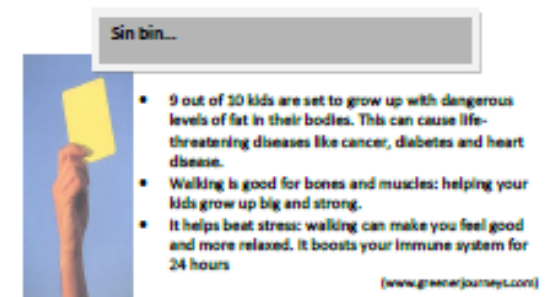 Sin bin...
• 9 out of 10 kids are set to grow up with dangerous
levels of fat in their bodies. This can cause life-
threatening diseases like cancer, diabetes and heart
disease.
• Walking is good for bones and muscles: helping your
kids grow up big and strong.
• It helps beat stress: walking can make you feel good
and more relaxed. It boosts your immune system for
24 hours
(www.greenerjourneys.com)